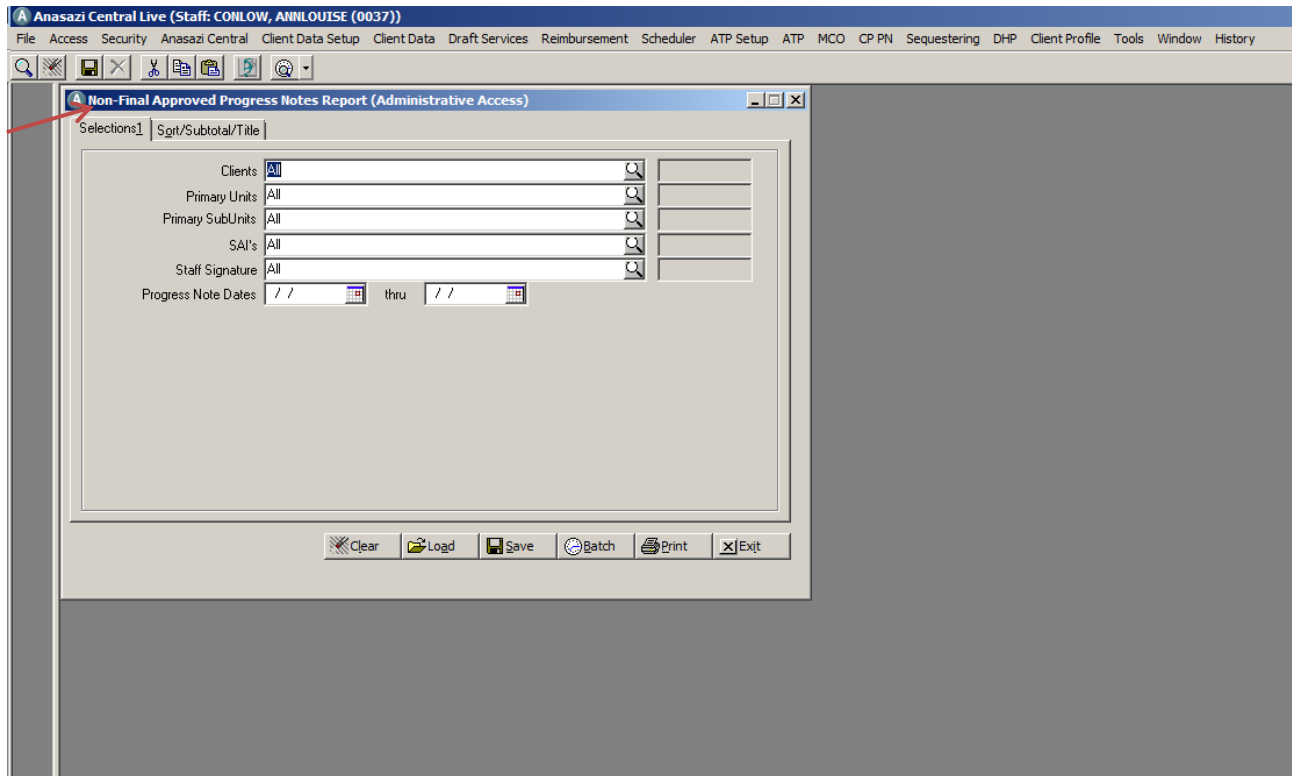 Anasazi Central Live (Staff: CONLOW, ANNLOUISE (0037))
File Access Security Anasazi Central Client Data Setup Client Data Draft Services Reimbursement Scheduler ATP Setup ATP MCO CP PN Sequestering DHP Client Profile Tools Window History
Non-Final Approved Progress Notes Report (Administrative Access)
Selections1 Sort/Subtotal/Title
Clients All
Primary Units All
Primary SubUnits All
SAI's All
Staff Signature All
Progress Note Dates / / thru / /
Clear Load Save Batch Print Exit